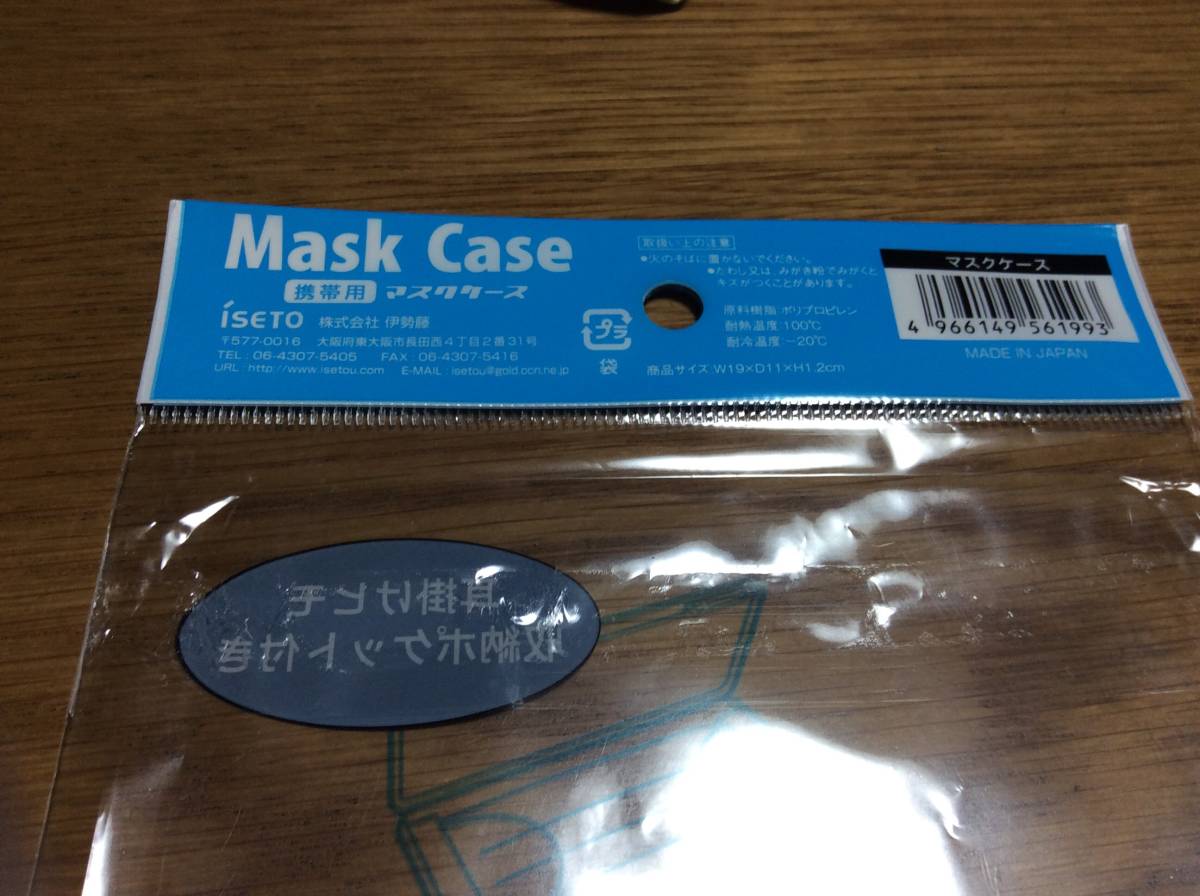 Mask Case
携帯用 マスクケース
isETO 株式会社 伊勢藤
〒577-0016 大阪府東大阪市長田西4丁目2番31号
TEL : 06-4307-5405 FAX : 06-4307-5416
URL : http://www.isetou.com E-MAIL : isetou@gold.ocn.ne.jp
プラ
袋
取扱い上の注意
●火のそばに置かないでください。
●たわし又は、みがき粉でみがくと
キズがつくことがあります。
原料樹脂:ポリプロピレン
耐熱温度:100℃
耐冷温度:-20℃
商品サイズ W19×D11×H1.2cm
マスクケース
4 966149 561993
MADE IN JAPAN
耳掛けヒモ
収納ポケット付き